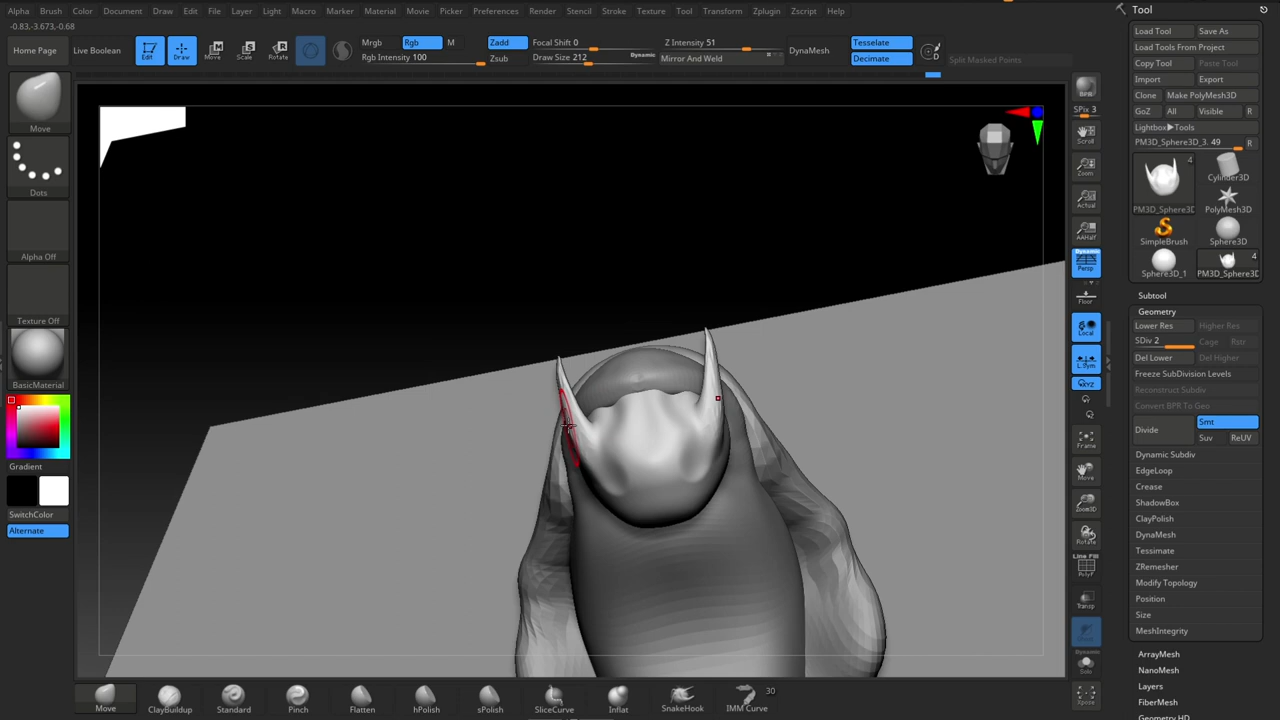 Alpha Brush Color Document Draw Edit File Layer Light Macro Marker Material Movie Picker Preferences Render Stencil Stroke Texture Tool Transform Zplugin Zscript Help
-0.83,-3.673,-0.68
Home Page
Live Boolean
Edit
Draw
Move
Scale
Rotate
Mrgb Rgb M
Rgb Intensity 100
Zadd
Zsub
Focal Shift 0
Draw Size 212
Dynamic
Z Intensity 51
Mirror And Weld
DynaMesh
Tesselate
Decimate
D
Split Masked Points
Move
Dots
Alpha Off
Texture Off
BasicMaterial
Gradient
SwitchColor
Alternate
BPR
SPix 3
Scroll
Zoom
Actual
AAHalf
Dynamic
Persp
Floor
Local
L.Sym
XYZ
Frame
Move
Zoom3D
Rotate
Line Fill
PolyF
Transp
Dynamic
Solo
Xpose
Tool
Load Tool Save As
Load Tools From Project
Copy Tool Paste Tool
Import Export
Clone Make PolyMesh3D
GoZ All Visible R
Lightbox▶Tools
PM3D_Sphere3D_3. 49 R
4
PM3D_Sphere3D
Cylinder3D
PolyMesh3D
SimpleBrush
Sphere3D
Sphere3D_1
4
PM3D_Sphere3D
Subtool
Geometry
Lower Res Higher Res
SDiv 2 Cage Rstr
Del Lower Del Higher
Freeze SubDivision Levels
Reconstruct Subdiv
Convert BPR To Geo
Divide
Smt
Suv ReUV
Dynamic Subdiv
EdgeLoop
Crease
ShadowBox
ClayPolish
DynaMesh
Tessimate
ZRemesher
Modify Topology
Position
Size
MeshIntegrity
ArrayMesh
NanoMesh
Layers
FiberMesh
Geometry HD
Move
ClayBuildup
Standard
Pinch
Flatten
hPolish
sPolish
SliceCurve
Inflat
SnakeHook
IMM Curve
30